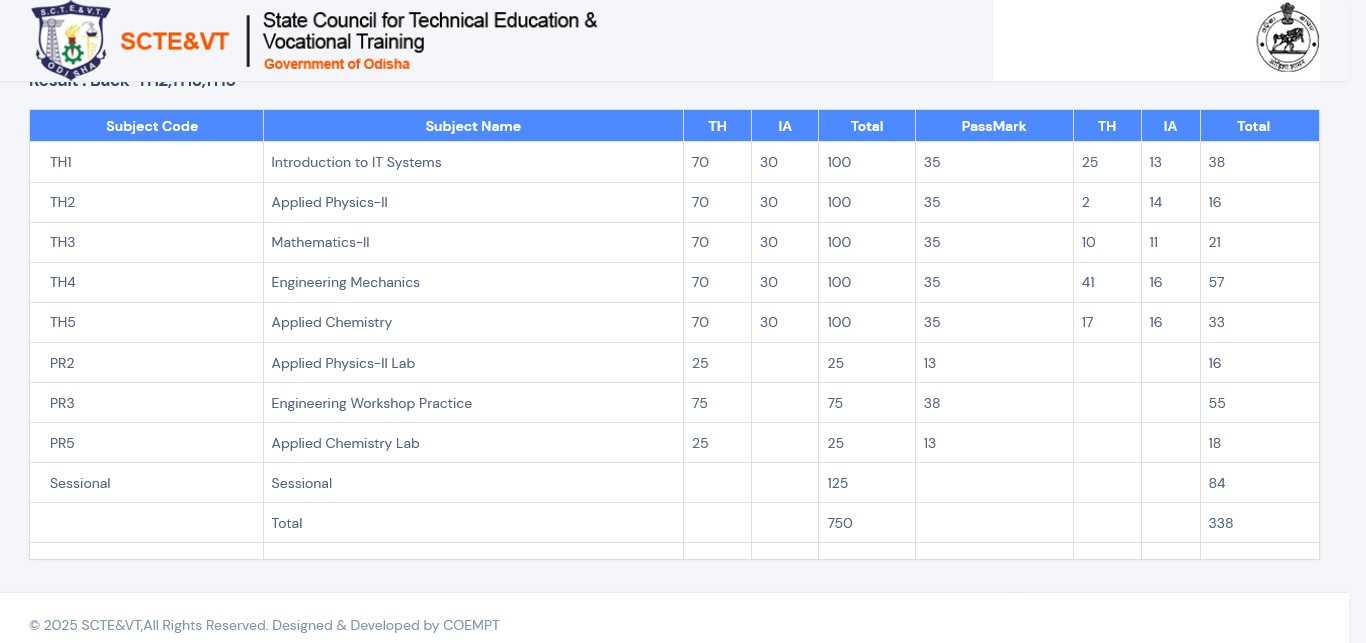 S.C.T.E.&V.T.
ODISHA
SCTE&VT
State Council for Technical Education &
Vocational Training
Government of Odisha
Subject Code Subject Name TH IA Total PassMark TH IA Total
TH1 Introduction to IT Systems 70 30 100 35 25 13 38
TH2 Applied Physics-II 70 30 100 35 2 14 16
TH3 Mathematics-II 70 30 100 35 10 11 21
TH4 Engineering Mechanics 70 30 100 35 41 16 57
TH5 Applied Chemistry 70 30 100 35 17 16 33
PR2 Applied Physics-II Lab 25 25 13 16
PR3 Engineering Workshop Practice 75 75 38 55
PR5 Applied Chemistry Lab 25 25 13 18
Sessional Sessional 125 84
Total 750 338
© 2025 SCTE&VT,All Rights Reserved. Designed & Developed by COEMPT